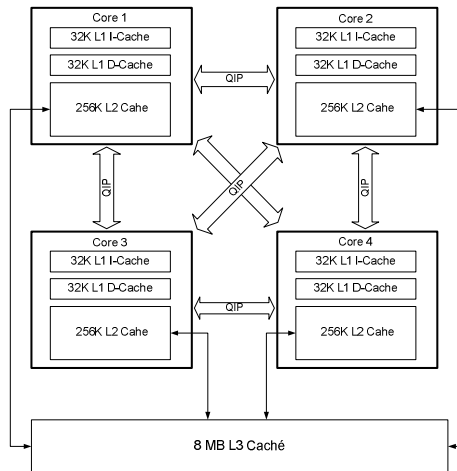 Core 1
32K L1 I-Cache
32K L1 D-Cache
256K L2 Cahe
QIP
Core 2
32K L1 I-Cache
32K L1 D-Cache
256K L2 Cahe
QIP
QIP
QIP
Core 3
32K L1 I-Cache
32K L1 D-Cache
256K L2 Cahe
QIP
Core 4
32K L1 I-Cache
32K L1 D-Cache
256K L2 Cahe
8 MB L3 Caché